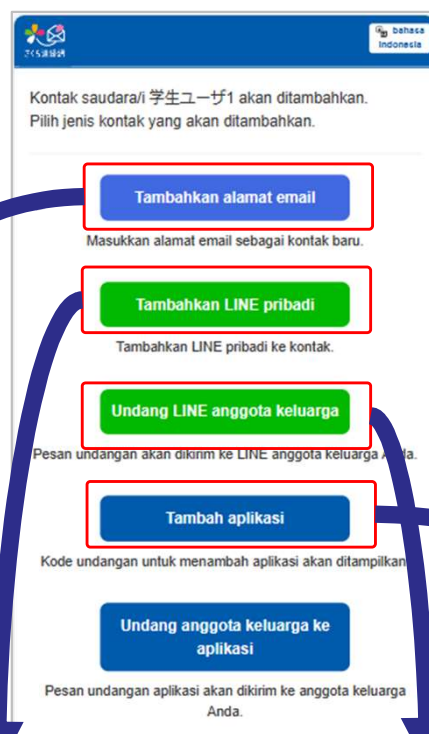 さくら連絡網
bahasa
Indonesia
Kontak saudara/i 学生ユーザ1 akan ditambahkan.
Pilih jenis kontak yang akan ditambahkan.
Tambahkan alamat email
Masukkan alamat email sebagai kontak baru.
Tambahkan LINE pribadi
Tambahkan LINE pribadi ke kontak.
Undang LINE anggota keluarga
Pesan undangan akan dikirim ke LINE anggota keluarga Anda.
Tambah aplikasi
Kode undangan untuk menambah aplikasi akan ditampilkan
Undang anggota keluarga ke
aplikasi
Pesan undangan aplikasi akan dikirim ke anggota keluarga
Anda.